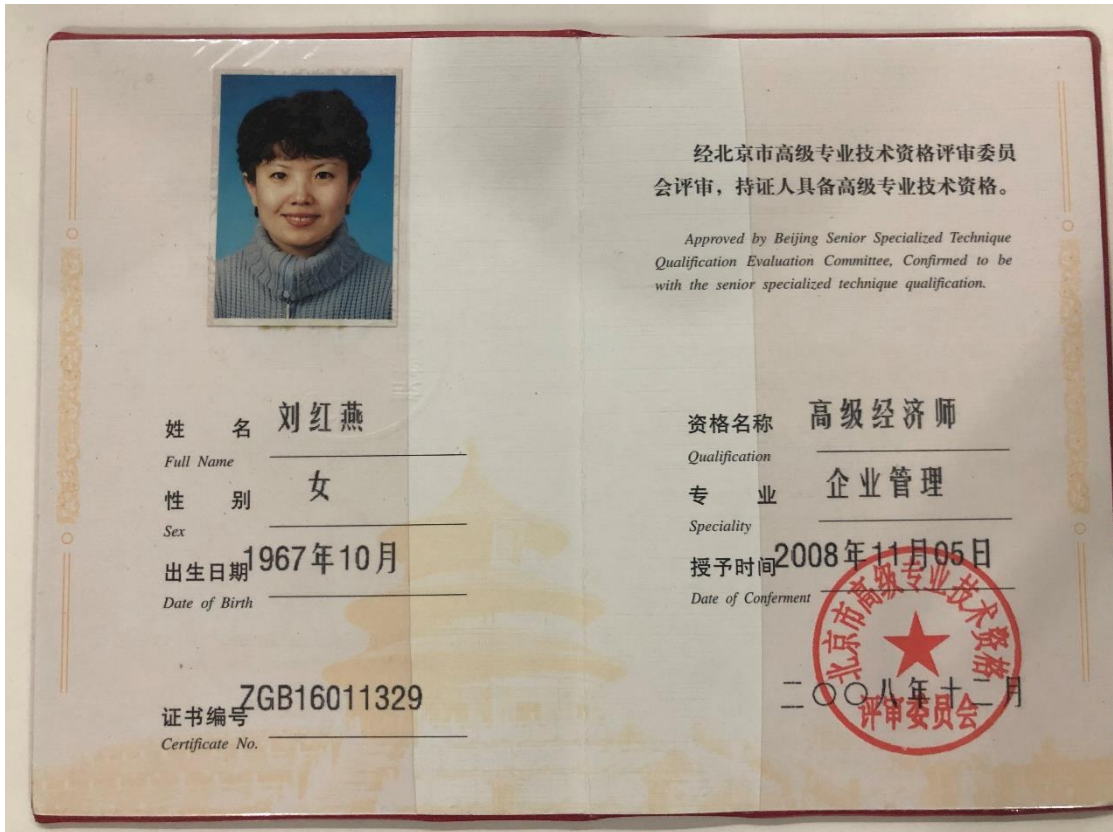 姓名 刘红燕
Full Name
性别 女
Sex
出生日期 1967年10月
Date of Birth
证书编号 ZGB16011329
Certificate No.
经北京市高级专业技术资格评审委员
会评审，持证人具备高级专业技术资格。
Approved by Beijing Senior Specialized Technique
Qualification Evaluation Committee, Confirmed to be
with the senior specialized technique qualification.
资格名称 高级经济师
Qualification
专业 企业管理
Speciality
授予时间 2008年11月05日
Date of Conferment
北京市高级专业技术资格
评审委员会
二〇〇八年十二月